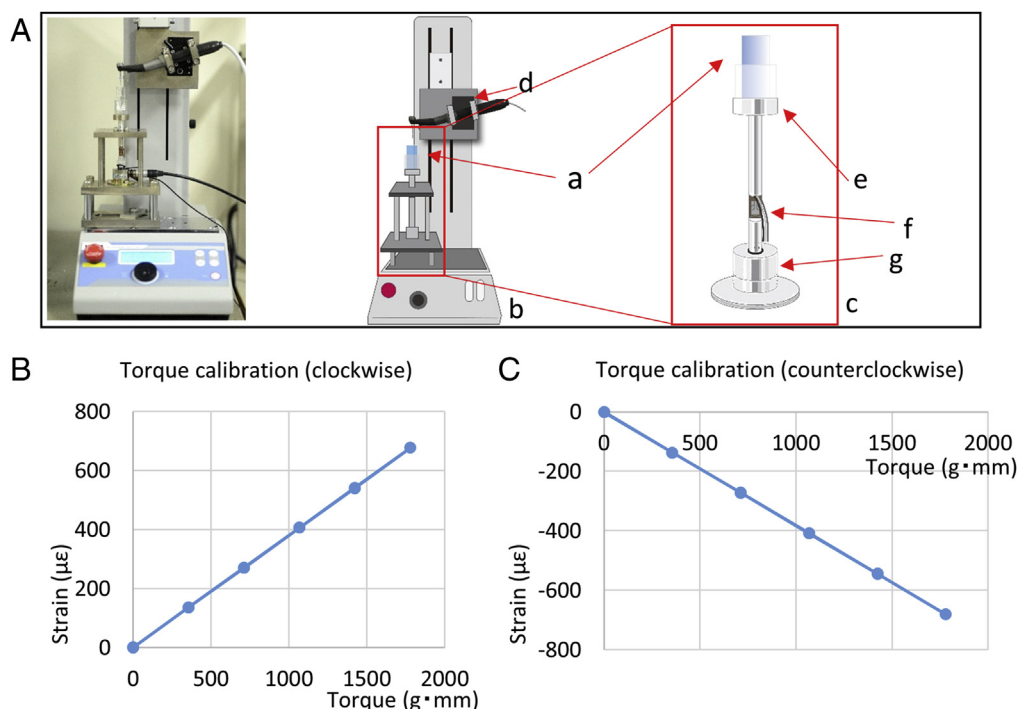 A
d
a
e
f
g
b
c
B
Torque calibration (clockwise)
800
600
400
200
0
Strain (µε)
0 500 1000 1500 2000
Torque (g・mm)
C
Torque calibration (counterclockwise)
0
0 500 1000 1500 2000
Torque (g・mm)
-200
-400
-600
-800
Strain (µε)